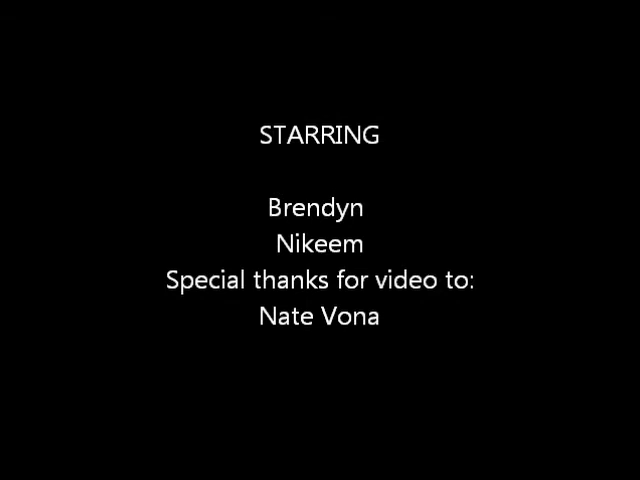 STARRING
Brendyn
Nikeem
Special thanks for video to:
Nate Vona